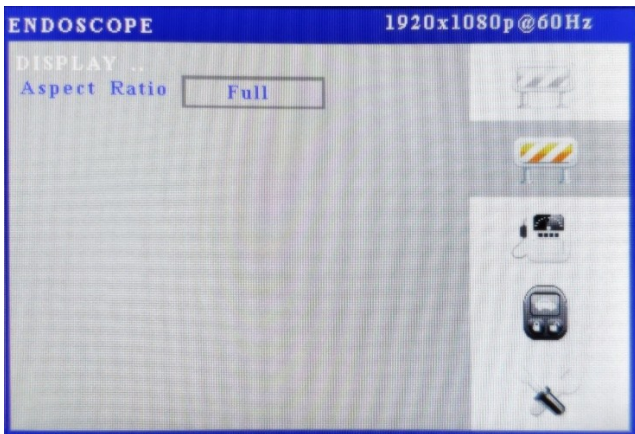 ENDOSCOPE 1920x1080p@60Hz
DISPLAY ..
Aspect Ratio Full